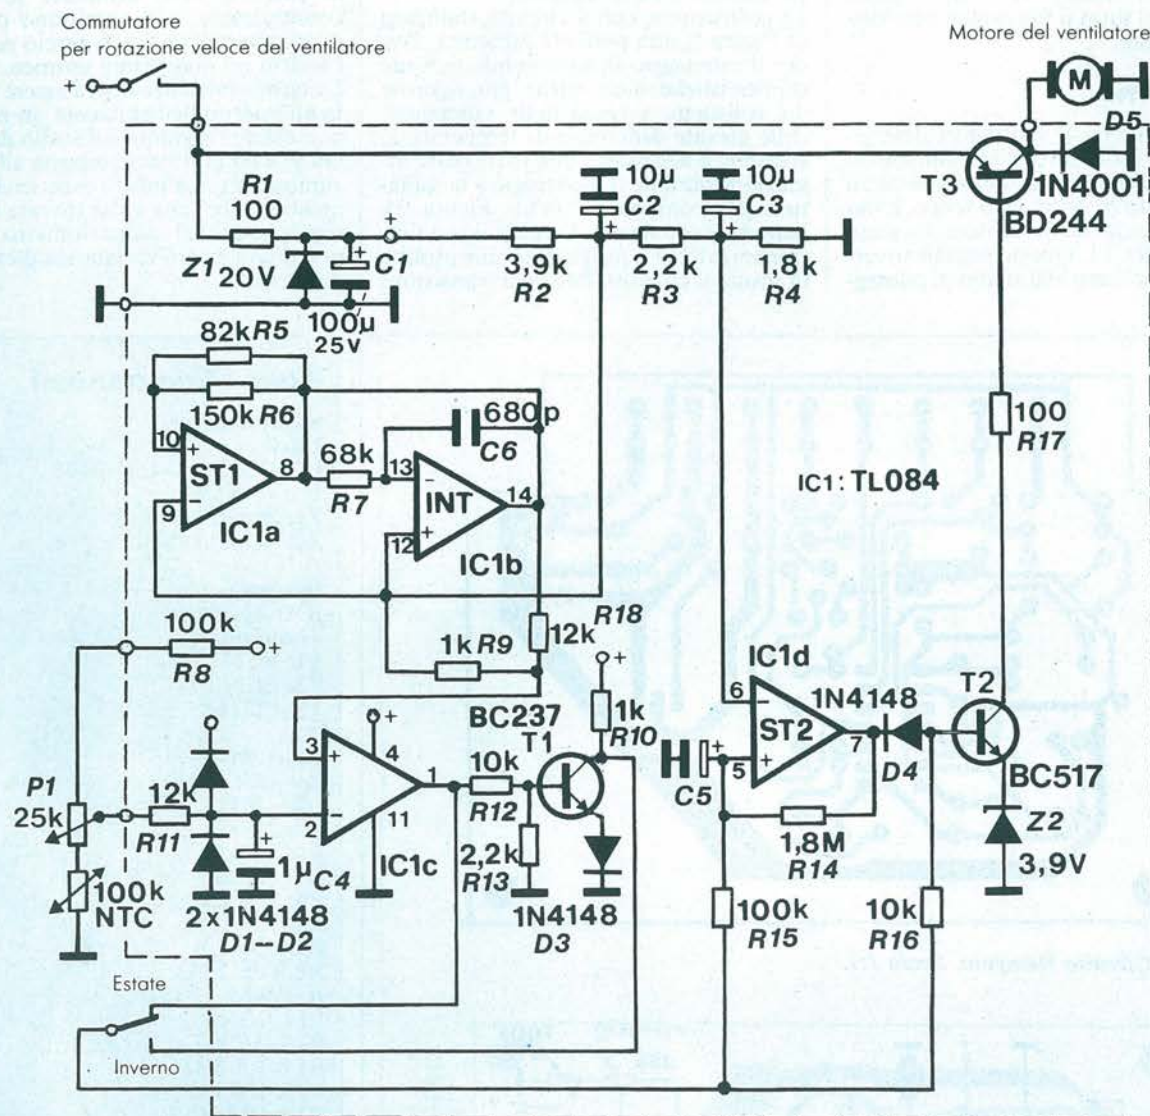 Commutatore
per rotazione veloce del ventilatore
Motore del ventilatore
+
M
D5
R1
100
T3
1N4001
BD244
10µ
C2
10µ
C3
+
+
+
Z1
20V
+
C1
3,9k
R2
2,2k
R3
1,8k
R4
100µ
25V
82k R5
150k R6
680p
C6
100
R17
10
+
ST1
8
68k
R7
13
-
INT
14
IC1: TL084
9
-
IC1a
12
+
IC1b
R18
100k
R8
+
1k R9
12k
+
IC1d
1N4148
T2
BC237
T1
1k
R10
6
-
ST2
7
5
+
D4
+
C5
BC517
3
+
+
4
1
10k
R12
P1
25k
12k
R11
2
-
11
IC1c
1,8M
R14
Z2
3,9V
100k
NTC
+
1µ C4
2,2k
R13
2x1N4148
D1-D2
1N4148
D3
100k
R15
10k
R16
Estate
Inverno